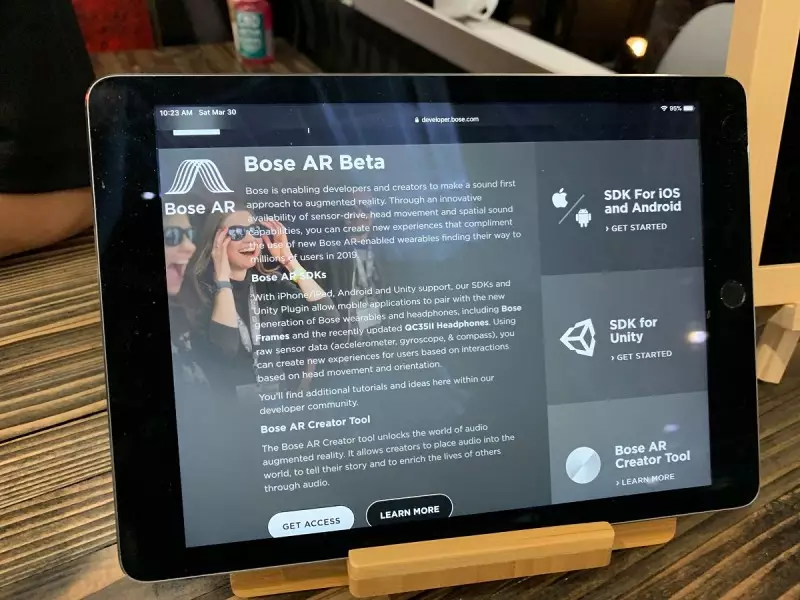 10:23 AM Sat Mar 30
developer.bose.com
95%
Bose AR
Bose AR Beta
Bose is enabling developers and creators to make a sound first
approach to augmented reality. Through an innovative
availability of sensor-drive, head movement and spatial sound
capabilities, you can create new experiences that compliment
the use of new Bose AR-enabled wearables finding their way to
millions of users in 2019.
Bose AR SDKs
With iPhone/iPad, Android and Unity support, our SDKs and
Unity Plugin allow mobile applications to pair with the new
generation of Bose wearables and headphones, including Bose
Frames and the recently updated QC35II Headphones. Using
raw sensor data (accelerometer, gyroscope, & compass), you
can create new experiences for users based on interactions
based on head movement and orientation.
You'll find additional tutorials and ideas here within our
developer community.
Bose AR Creator Tool
The Bose AR Creator tool unlocks the world of audio
augmented reality. It allows creators to place audio into the
world, to tell their story and to enrich the lives of others
through audio.
GET ACCESS
LEARN MORE
SDK For iOS
and Android
› GET STARTED
SDK for
Unity
› GET STARTED
Bose AR
Creator Tool
› LEARN MORE